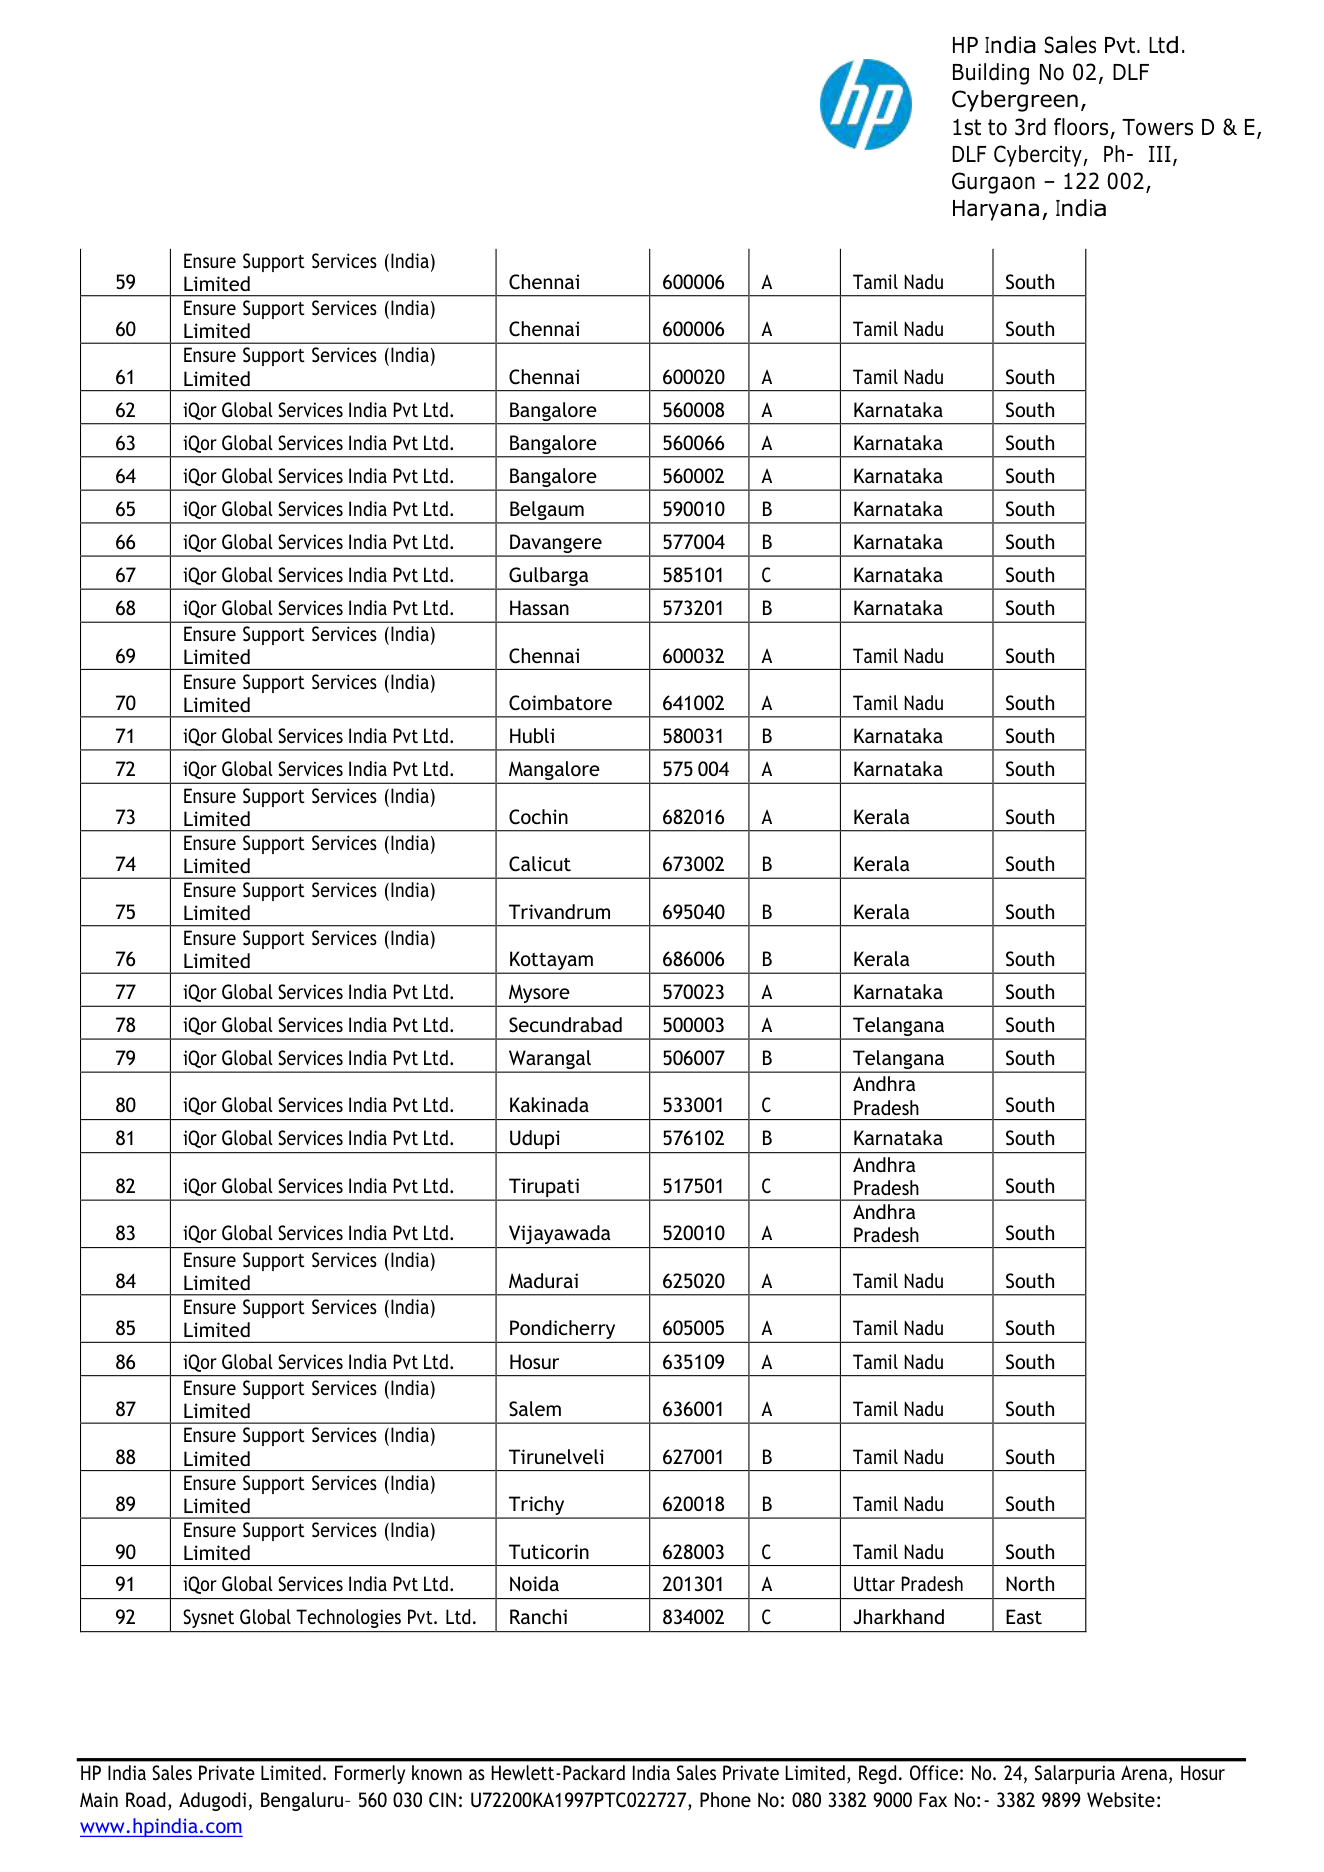 hp
HP India Sales Pvt. Ltd.
Building No 02, DLF
Cybergreen,
1st to 3rd floors, Towers D & E,
DLF Cybercity, Ph- III,
Gurgaon – 122 002,
Haryana, India
Ensure Support Services (India)
59 Limited Chennai 600006 A Tamil Nadu South
Ensure Support Services (India)
60 Limited Chennai 600006 A Tamil Nadu South
Ensure Support Services (India)
61 Limited Chennai 600020 A Tamil Nadu South
62 iQor Global Services India Pvt Ltd. Bangalore 560008 A Karnataka South
63 iQor Global Services India Pvt Ltd. Bangalore 560066 A Karnataka South
64 iQor Global Services India Pvt Ltd. Bangalore 560002 A Karnataka South
65 iQor Global Services India Pvt Ltd. Belgaum 590010 B Karnataka South
66 iQor Global Services India Pvt Ltd. Davangere 577004 B Karnataka South
67 iQor Global Services India Pvt Ltd. Gulbarga 585101 C Karnataka South
68 iQor Global Services India Pvt Ltd. Hassan 573201 B Karnataka South
Ensure Support Services (India)
69 Limited Chennai 600032 A Tamil Nadu South
Ensure Support Services (India)
70 Limited Coimbatore 641002 A Tamil Nadu South
71 iQor Global Services India Pvt Ltd. Hubli 580031 B Karnataka South
72 iQor Global Services India Pvt Ltd. Mangalore 575 004 A Karnataka South
Ensure Support Services (India)
73 Limited Cochin 682016 A Kerala South
Ensure Support Services (India)
74 Limited Calicut 673002 B Kerala South
Ensure Support Services (India)
75 Limited Trivandrum 695040 B Kerala South
Ensure Support Services (India)
76 Limited Kottayam 686006 B Kerala South
77 iQor Global Services India Pvt Ltd. Mysore 570023 A Karnataka South
78 iQor Global Services India Pvt Ltd. Secundrabad 500003 A Telangana South
79 iQor Global Services India Pvt Ltd. Warangal 506007 B Telangana South
Andhra
80 iQor Global Services India Pvt Ltd. Kakinada 533001 C Pradesh South
81 iQor Global Services India Pvt Ltd. Udupi 576102 B Karnataka South
Andhra
82 iQor Global Services India Pvt Ltd. Tirupati 517501 C Pradesh South
Andhra
83 iQor Global Services India Pvt Ltd. Vijayawada 520010 A Pradesh South
Ensure Support Services (India)
84 Limited Madurai 625020 A Tamil Nadu South
Ensure Support Services (India)
85 Limited Pondicherry 605005 A Tamil Nadu South
86 iQor Global Services India Pvt Ltd. Hosur 635109 A Tamil Nadu South
Ensure Support Services (India)
87 Limited Salem 636001 A Tamil Nadu South
Ensure Support Services (India)
88 Limited Tirunelveli 627001 B Tamil Nadu South
Ensure Support Services (India)
89 Limited Trichy 620018 B Tamil Nadu South
Ensure Support Services (India)
90 Limited Tuticorin 628003 C Tamil Nadu South
91 iQor Global Services India Pvt Ltd. Noida 201301 A Uttar Pradesh North
92 Sysnet Global Technologies Pvt. Ltd. Ranchi 834002 C Jharkhand East
HP India Sales Private Limited. Formerly known as Hewlett-Packard India Sales Private Limited, Regd. Office: No. 24, Salarpuria Arena, Hosur
Main Road, Adugodi, Bengaluru- 560 030 CIN: U72200KA1997PTC022727, Phone No: 080 3382 9000 Fax No:- 3382 9899 Website:
www.hpindia.com